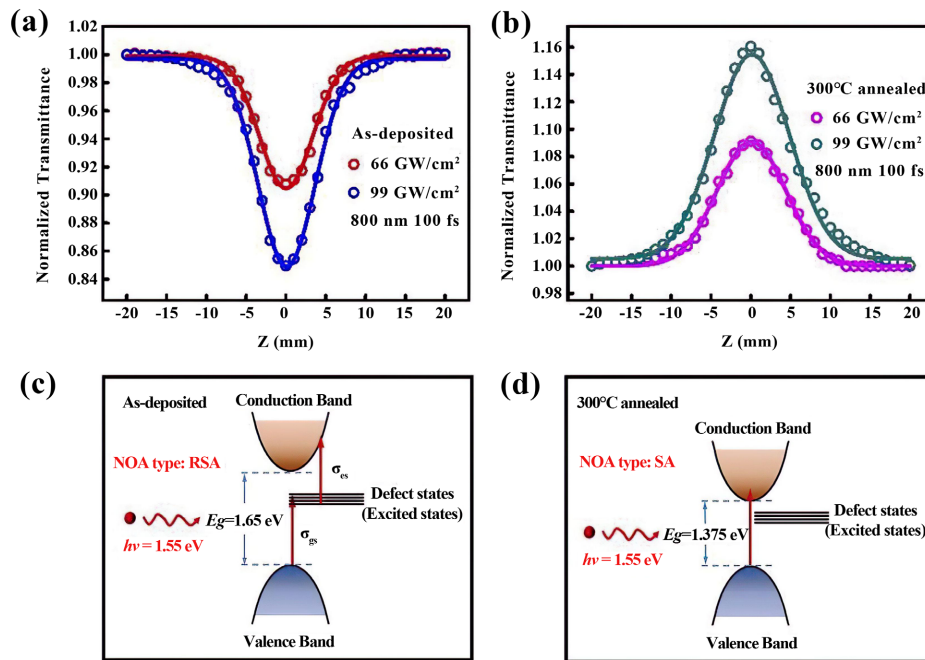 (a)
1.02
1.00
0.98
0.96
0.94
0.92
0.90
0.88
0.86
0.84
Normalized Transmittance
As-deposited
66 GW/cm²
99 GW/cm²
800 nm 100 fs
-20 -15 -10 -5 0 5 10 15 20
Z (mm)
(b)
1.16
1.14
1.12
1.10
1.08
1.06
1.04
1.02
1.00
0.98
Normalized Transmittance
300°C annealed
66 GW/cm²
99 GW/cm²
800 nm 100 fs
-20 -15 -10 -5 0 5 10 15 20
Z (mm)
(c)
As-deposited
Conduction Band
NOA type: RSA
σes
Defect states
(Excited states)
Eg=1.65 eV
hν = 1.55 eV
σgs
Valence Band
(d)
300°C annealed
Conduction Band
NOA type: SA
Defect states
(Excited states)
Eg=1.375 eV
hν = 1.55 eV
Valence Band